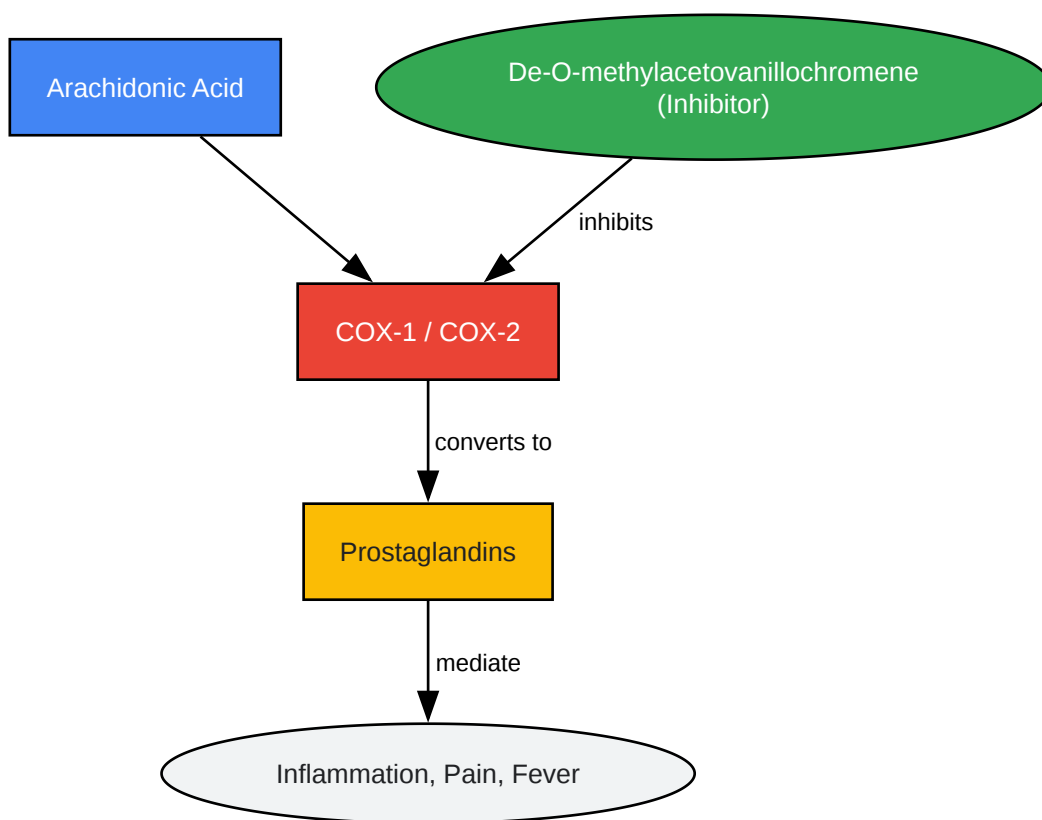 Arachidonic Acid
De-O-methylacetovanillochromene
(Inhibitor)
inhibits
COX-1 / COX-2
converts to
Prostaglandins
mediate
Inflammation, Pain, Fever